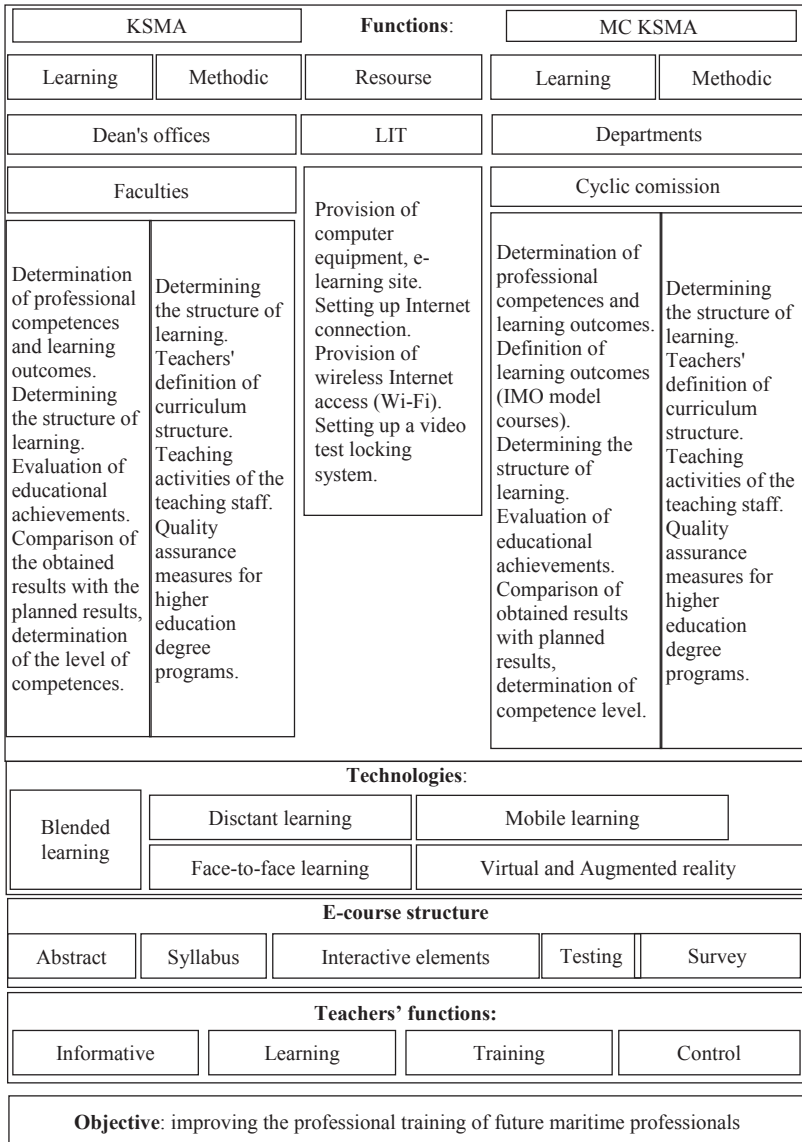 KSMA
Functions:
MC KSMA
Learning
Methodic
Resourse
Learning
Methodic
Dean's offices
LIT
Departments
Faculties
Cyclic comission
Determination
of professional
competences
and learning
outcomes.
Determining
the structure of
learning.
Evaluation of
educational
achievements.
Comparison of
the obtained
results with the
planned results,
determination
of the level of
competences.
Determining
the structure of
learning.
Teachers'
definition of
curriculum
structure.
Teaching
activities of the
teaching staff.
Quality
assurance
measures for
higher
education
degree
programs.
Provision of
computer
equipment, e-
learning site.
Setting up Internet
connection.
Provision of
wireless Internet
access (Wi-Fi).
Setting up a video
test locking
system.
Determination of
professional
competences and
learning outcomes.
Definition of
learning outcomes
(IMO model
courses).
Determining the
structure of
learning.
Evaluation of
educational
achievements.
Comparison of
obtained results
with planned
results,
determination of
competence level.
Determining
the structure of
learning.
Teachers'
definition of
curriculum
structure.
Teaching
activities of the
teaching staff.
Quality
assurance
measures for
higher
education
degree
programs.
Technologies:
Blended
learning
Disctant learning
Mobile learning
Face-to-face learning
Virtual and Augmented reality
E-course structure
Abstract
Syllabus
Interactive elements
Testing
Survey
Teachers’ functions:
Informative
Learning
Training
Control
Objective: improving the professional training of future maritime professionals